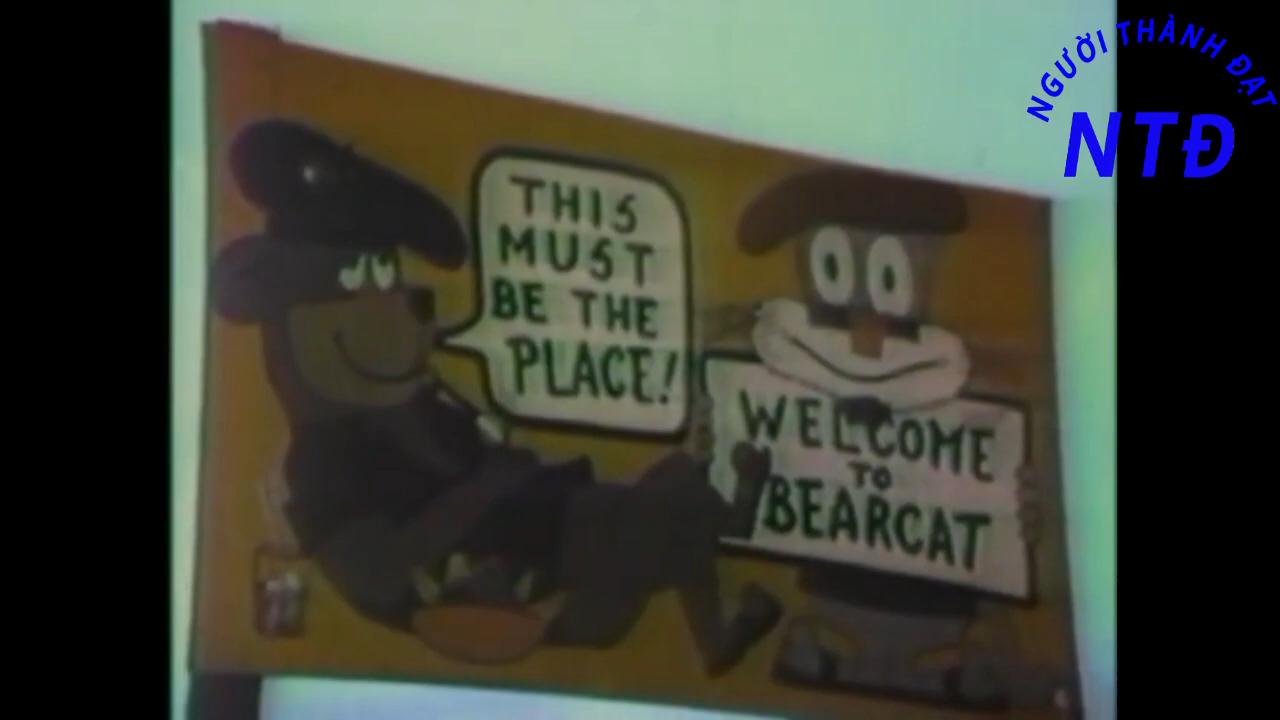 THIS
MUST
BE THE
PLACE!
WELCOME
TO
BEARCAT
NGƯỜI THÀNH ĐẠT
NTĐ